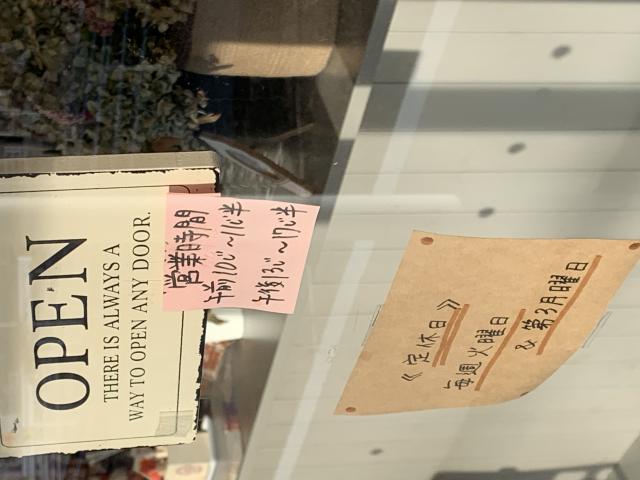 OPEN
THERE IS ALWAYS A
WAY TO OPEN ANY DOOR.
営業時間
午前10じ〜11じ半
午後13じ〜17じ半
《定休日》
毎週火曜日
& 第3月曜日